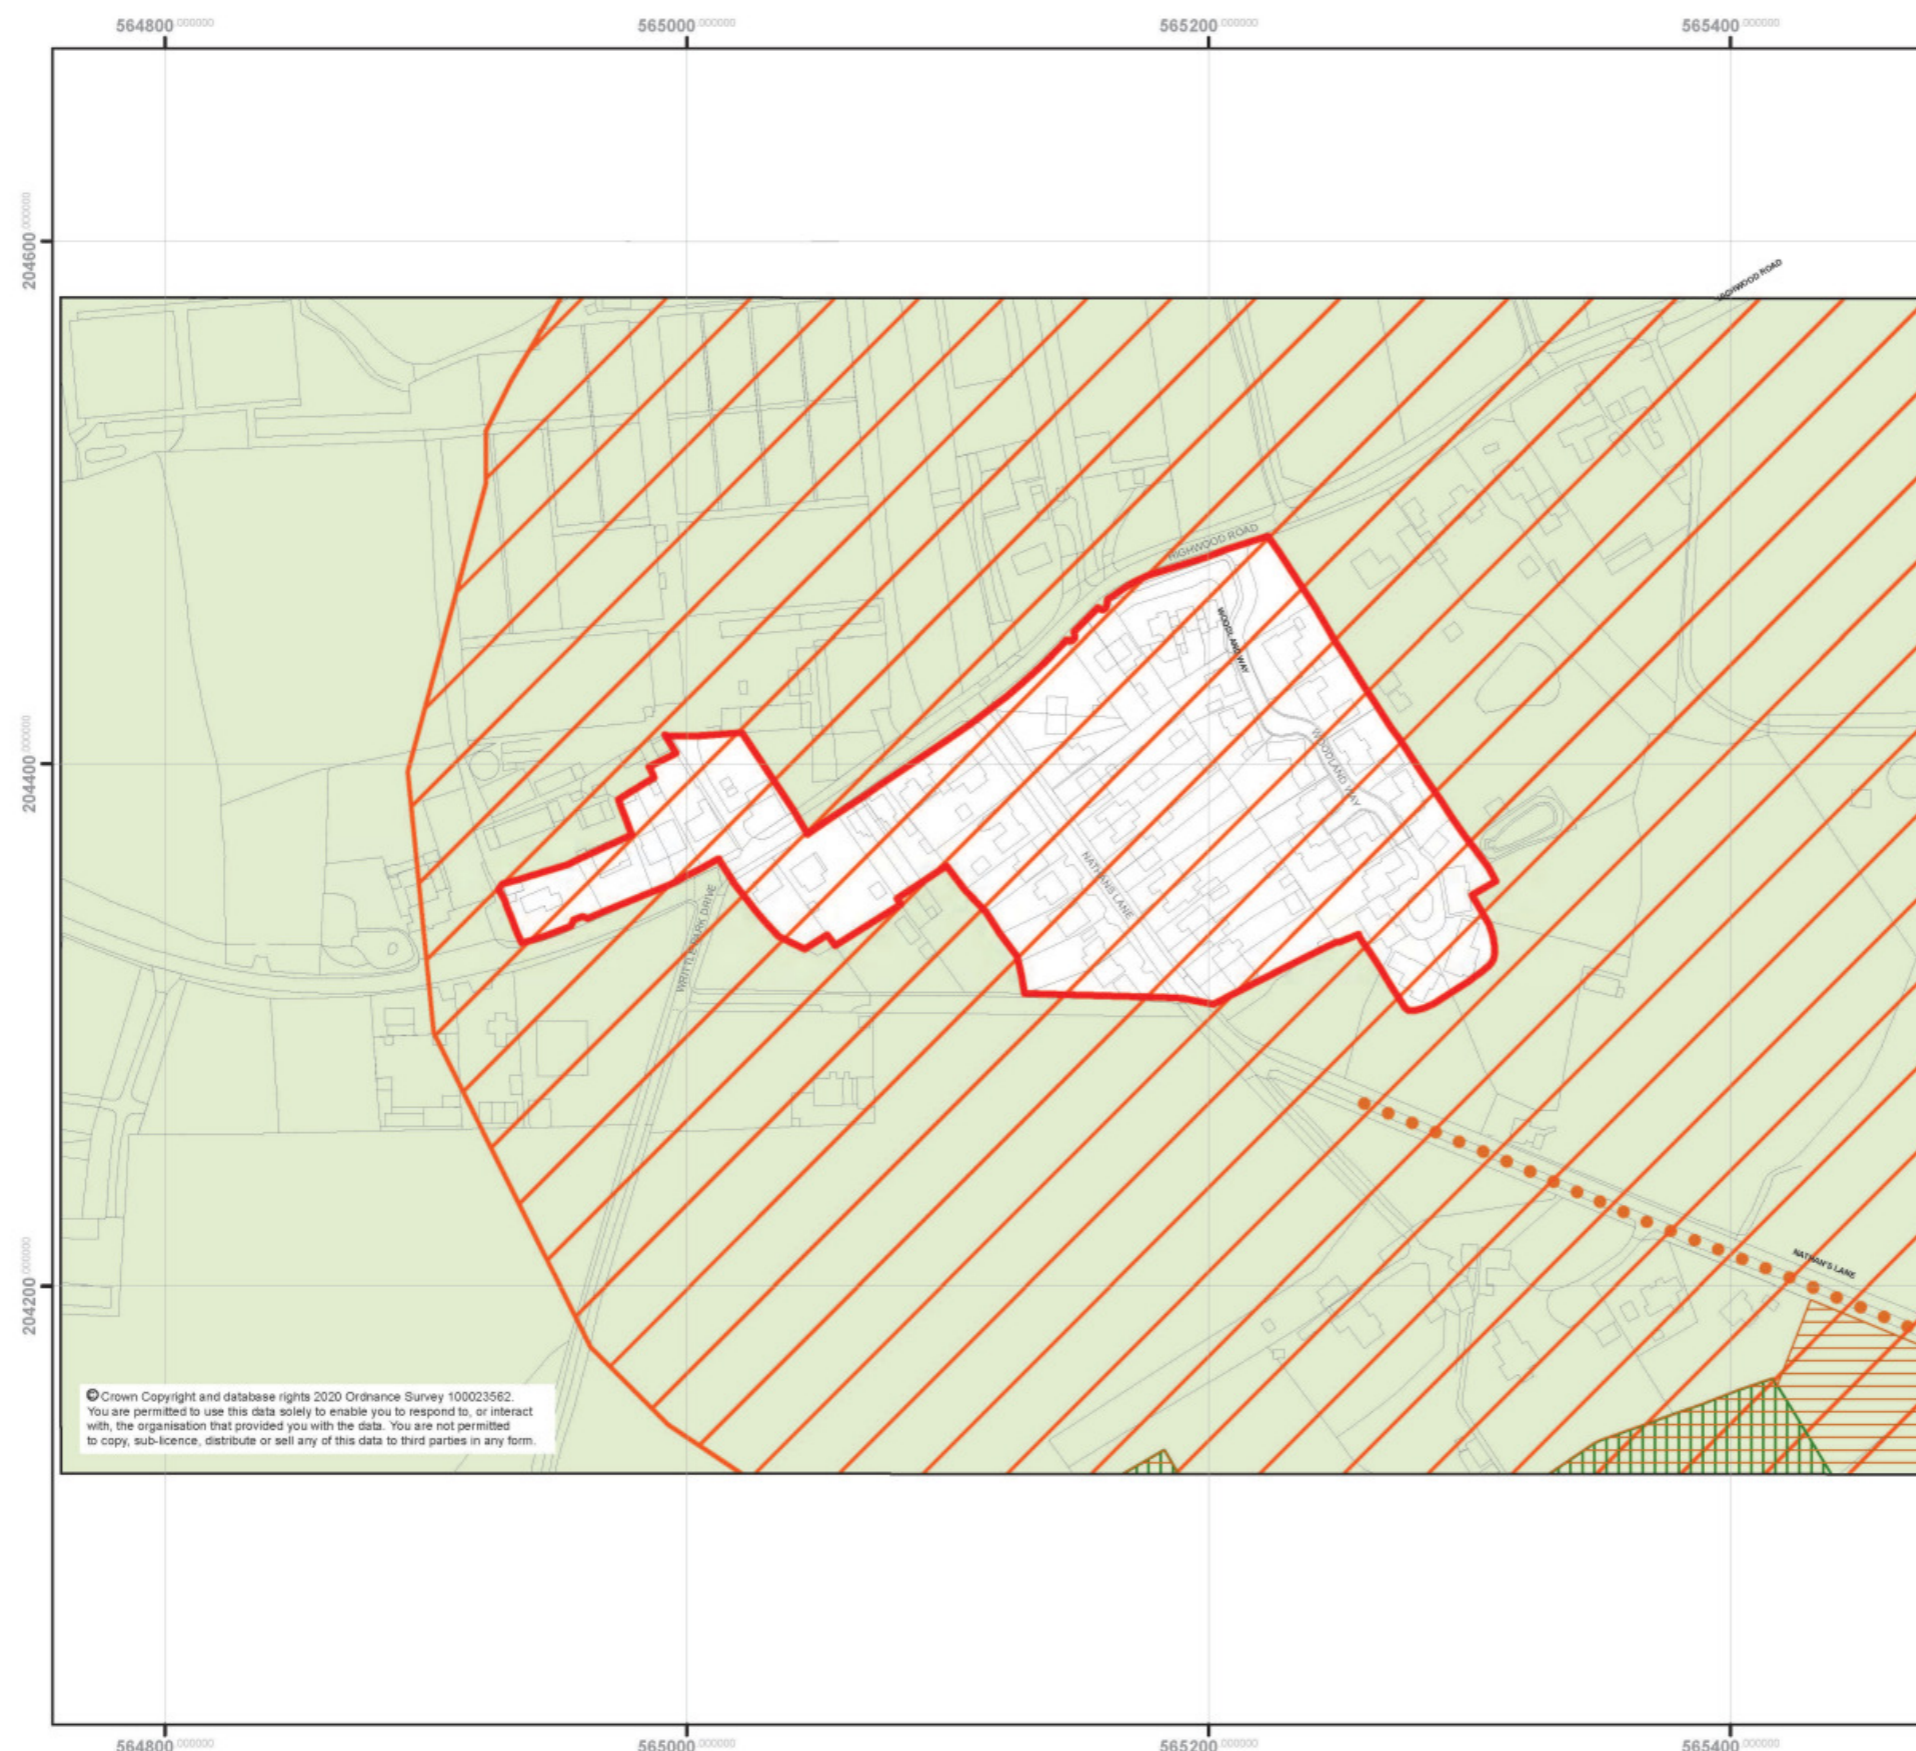 564800.000000
565000.000000
565200.000000
565400.000000
204600.000000
HIGHWOOD ROAD
HIGHWOOD ROAD
WOODLAND WAY
204400.000000
WOODLAND WAY
NATHANS LANE
WRITTLE PARK DRIVE
NATHAN'S LANE
204200.000000
© Crown Copyright and database rights 2020 Ordnance Survey 100023562.
You are permitted to use this data solely to enable you to respond to, or interact
with, the organisation that provided you with the data. You are not permitted
to copy, sub-licence, distribute or sell any of this data to third parties in any form.
564800.000000
565000.000000
565200.000000
565400.000000